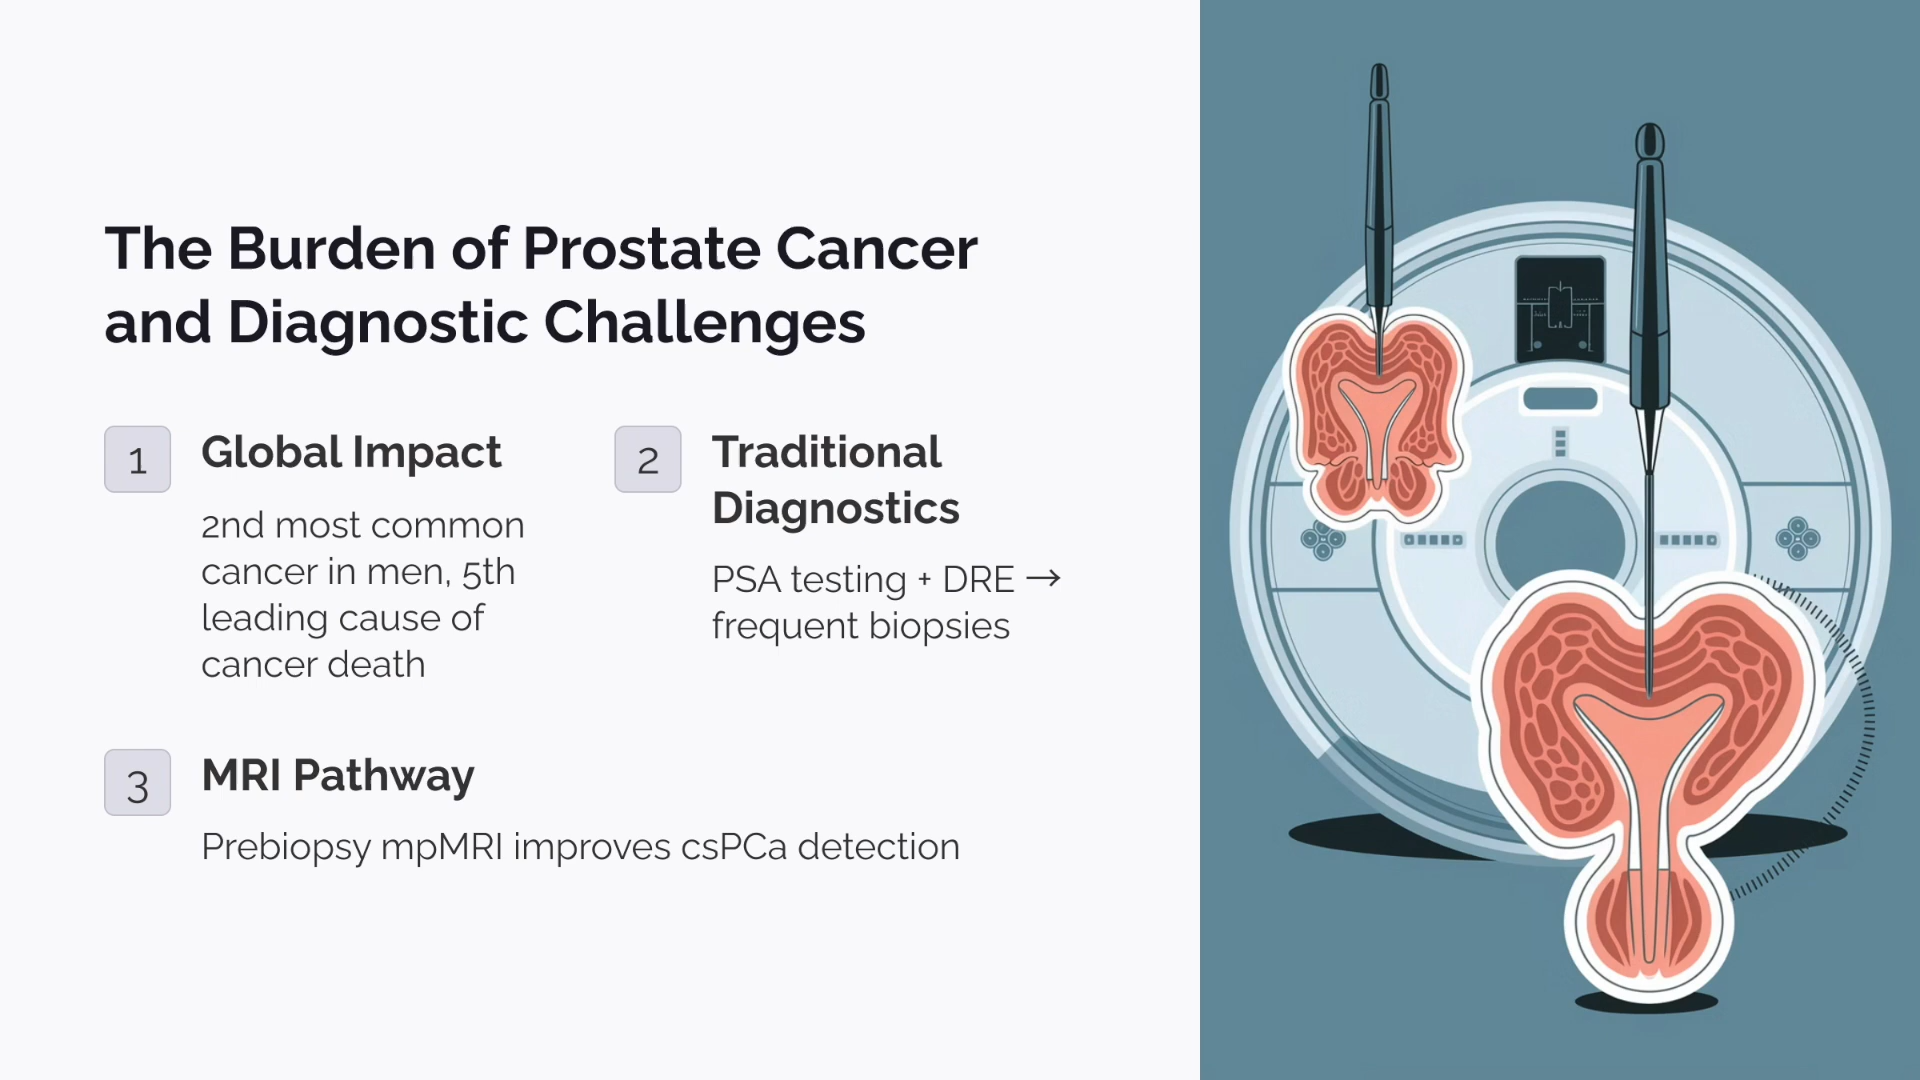 The Burden of Prostate Cancer
and Diagnostic Challenges
1
Global Impact
2nd most common
cancer in men, 5th
leading cause of
cancer death
2
Traditional
Diagnostics
PSA testing + DRE →
frequent biopsies
3
MRI Pathway
Prebiopsy mpMRI improves csPCa detection